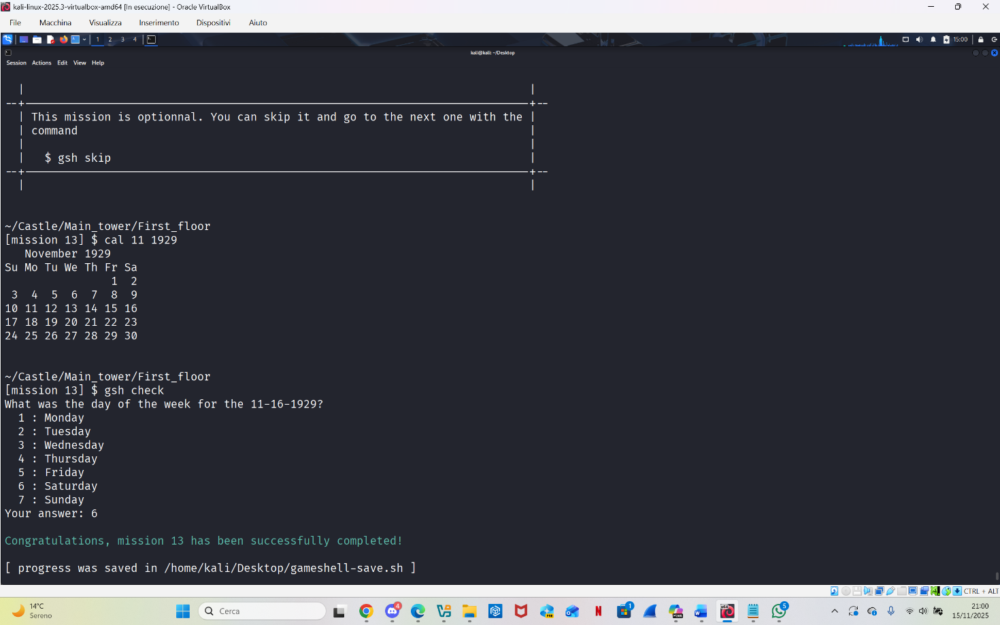 kali-linux-2025.3-virtualbox-amd64 [In esecuzione] - Oracle VirtualBox
File Macchina Visualizza Inserimento Dispositivi Aiuto
1 2 3 4 15:00
kali@kali: ~/Desktop
Session Actions Edit View Help
This mission is optionnal. You can skip it and go to the next one with the
command
$ gsh skip
~/Castle/Main_tower/First_floor
[mission 13] $ cal 11 1929
November 1929
Su Mo Tu We Th Fr Sa
1 2
3 4 5 6 7 8 9
10 11 12 13 14 15 16
17 18 19 20 21 22 23
24 25 26 27 28 29 30
~/Castle/Main_tower/First_floor
[mission 13] $ gsh check
What was the day of the week for the 11-16-1929?
1 : Monday
2 : Tuesday
3 : Wednesday
4 : Thursday
5 : Friday
6 : Saturday
7 : Sunday
Your answer: 6
Congratulations, mission 13 has been successfully completed!
[ progress was saved in /home/kali/Desktop/gameshell-save.sh ]
CTRL + ALT
14°C
Sereno
Cerca
4
1
5
21:00
15/11/2025